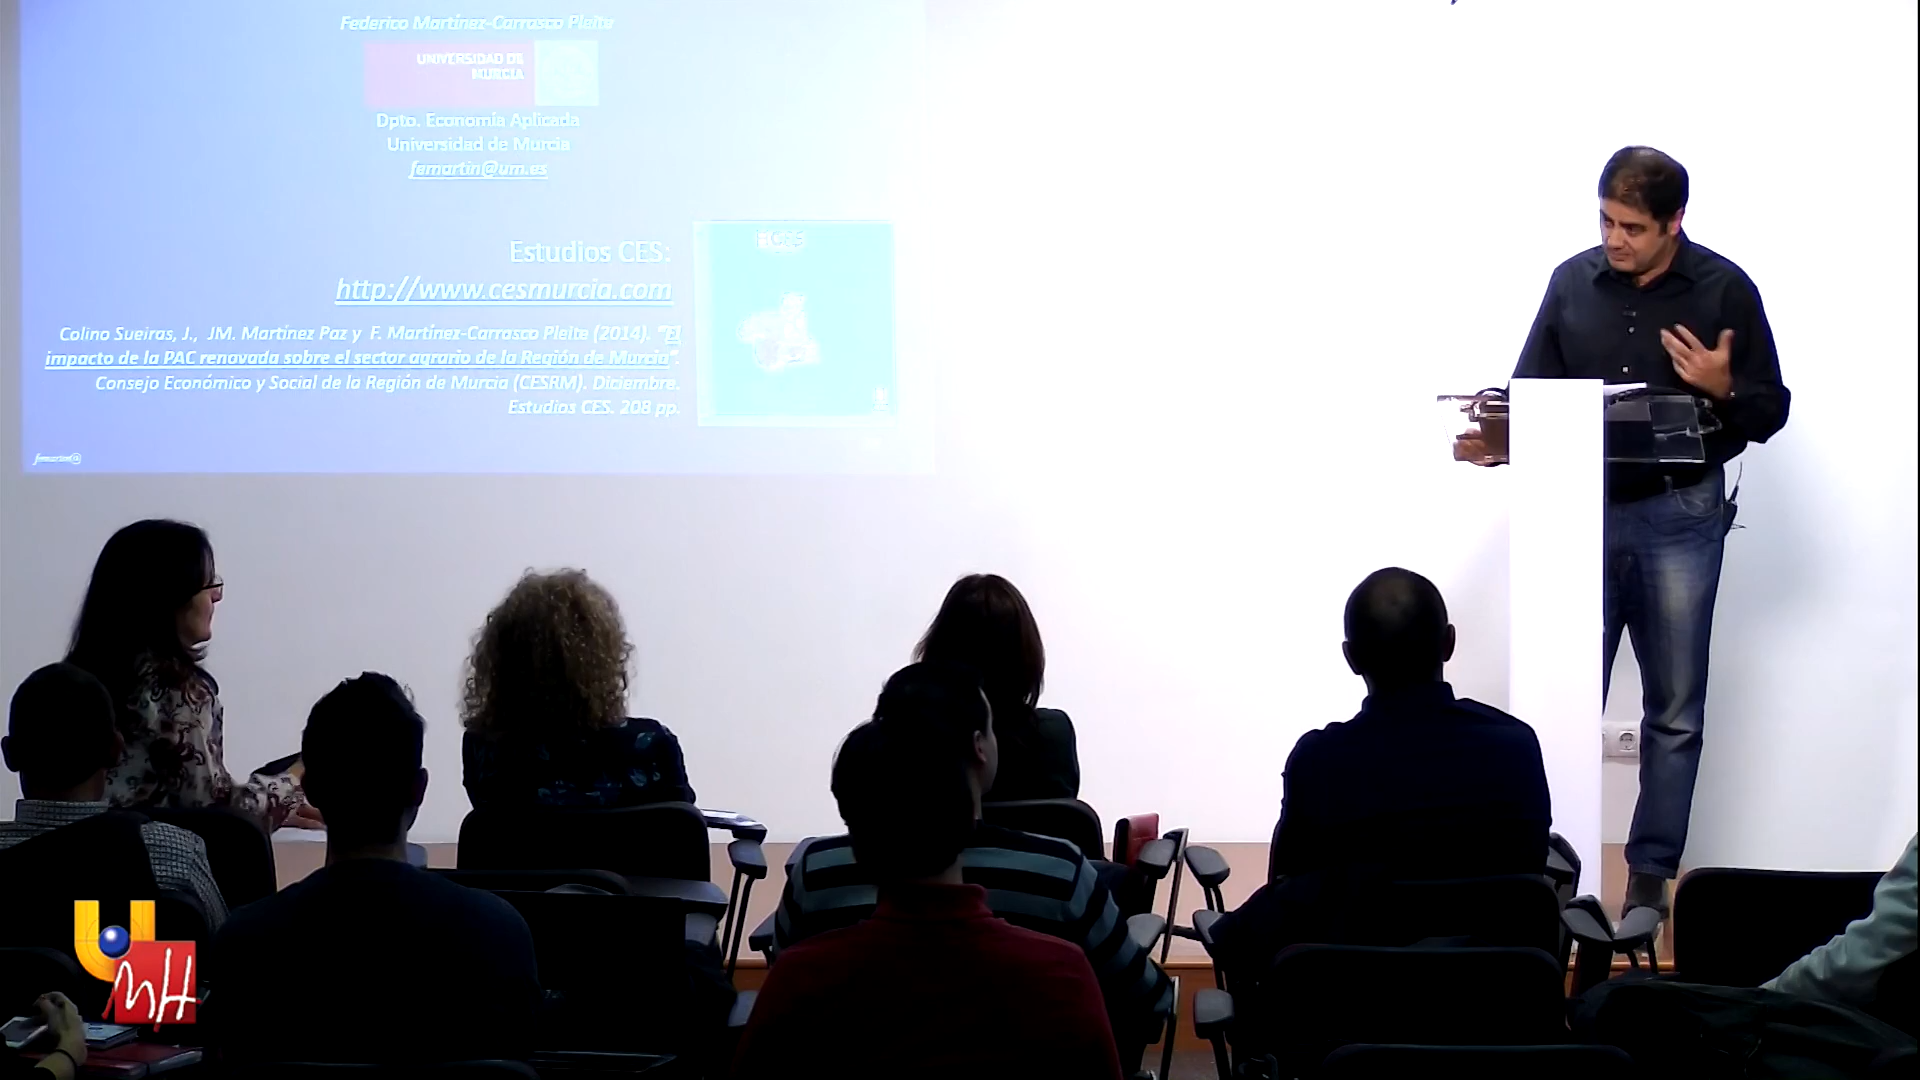 Federico Martínez-Carrasco Pleite
UNIVERSIDAD DE
MURCIA
Dpto. Economía Aplicada
Universidad de Murcia
femartin@um.es
Estudios CES:
http://www.cesmurcia.com
Colino Sueiras, J., JM. Martínez Paz y F. Martínez-Carrasco Pleite (2014). "El
impacto de la PAC renovada sobre el sector agrario de la Región de Murcia".
Consejo Económico y Social de la Región de Murcia (CESRM). Diciembre.
Estudios CES. 208 pp.
UMH